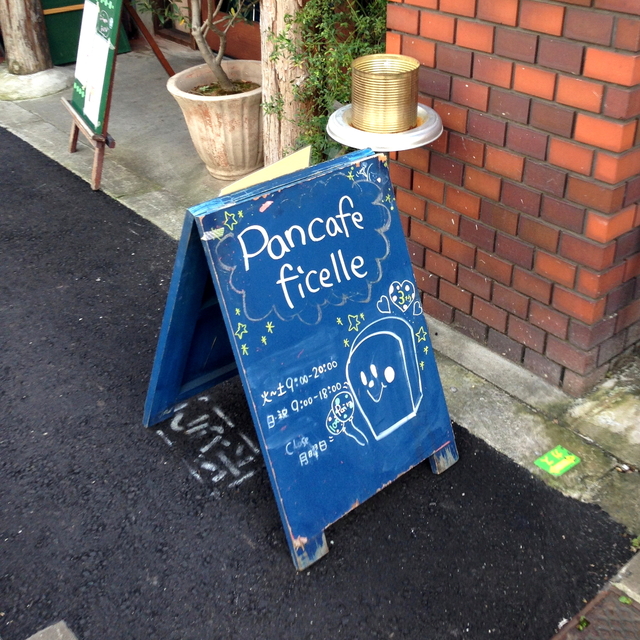 Pancafe
ficelle
火〜土 9:00-20:00
日・祝 9:00-18:00
close
月曜日